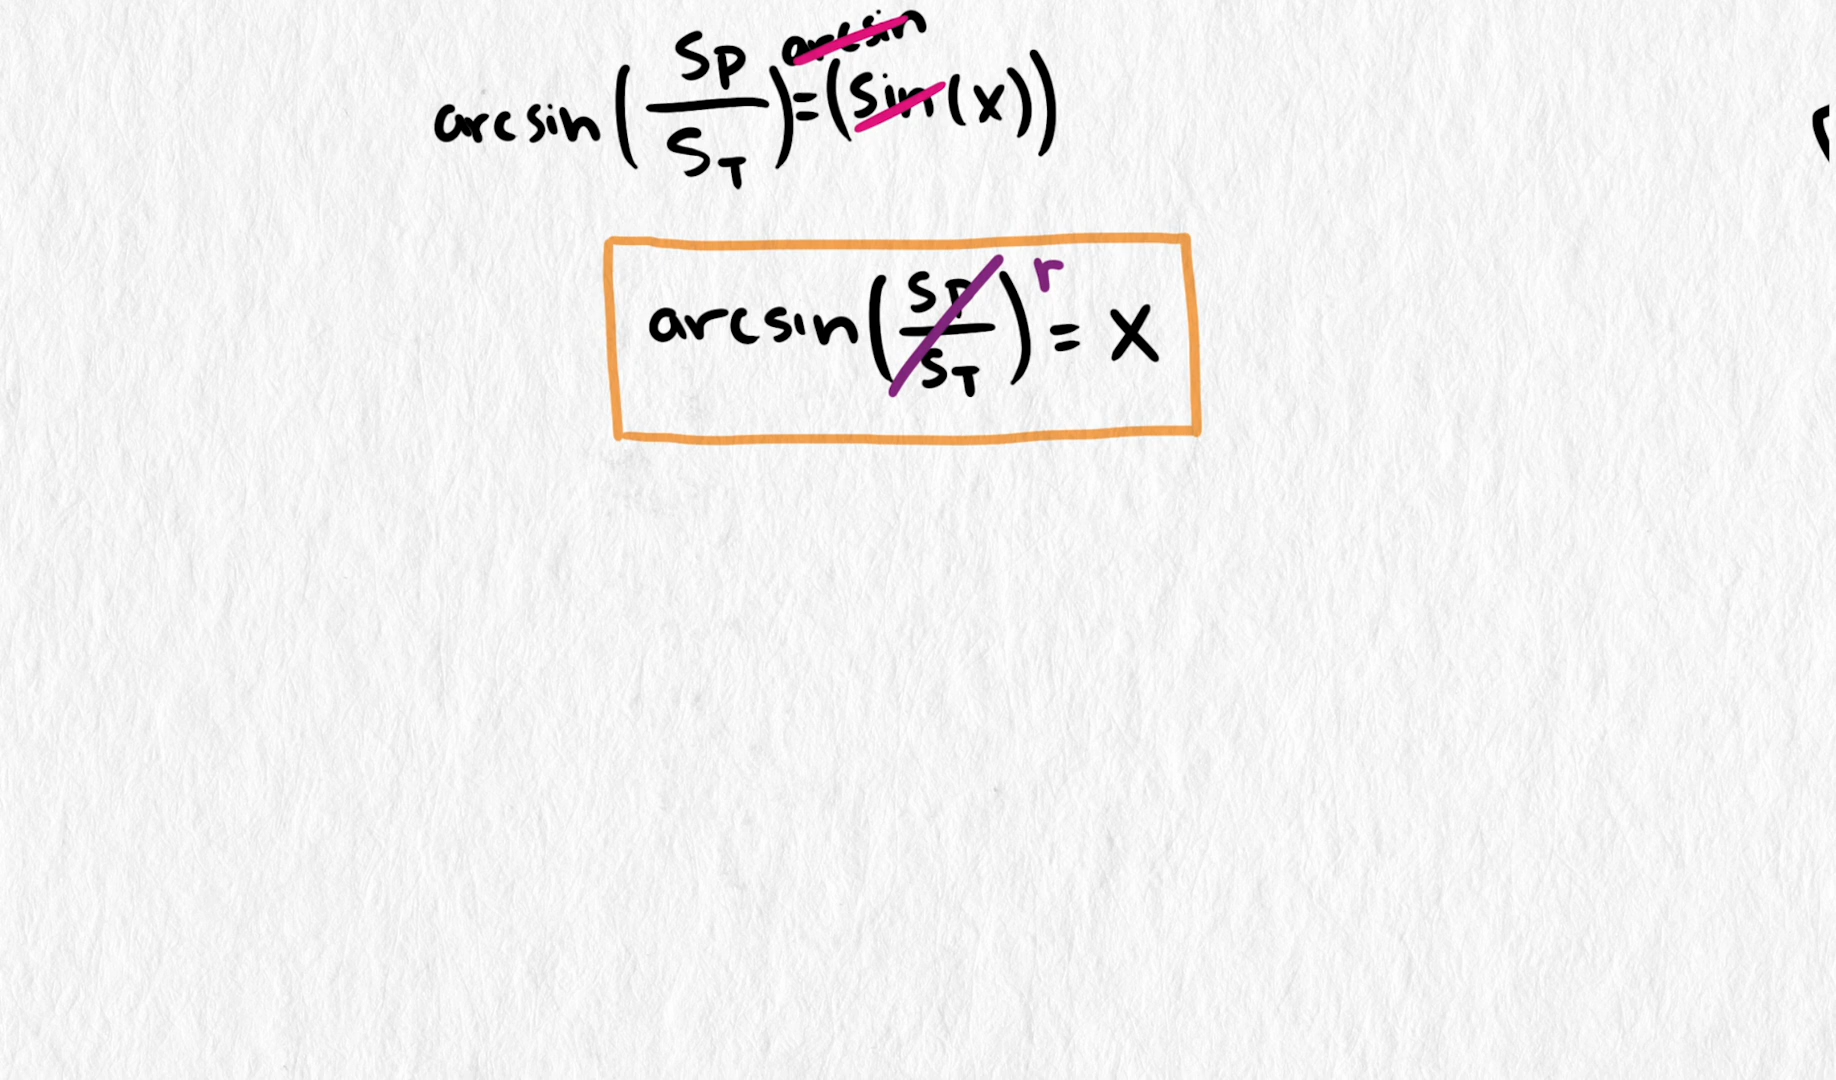 arcsin(Sp/ST) = arcsin(sin(x))
arcsin(Sp/ST) r = x